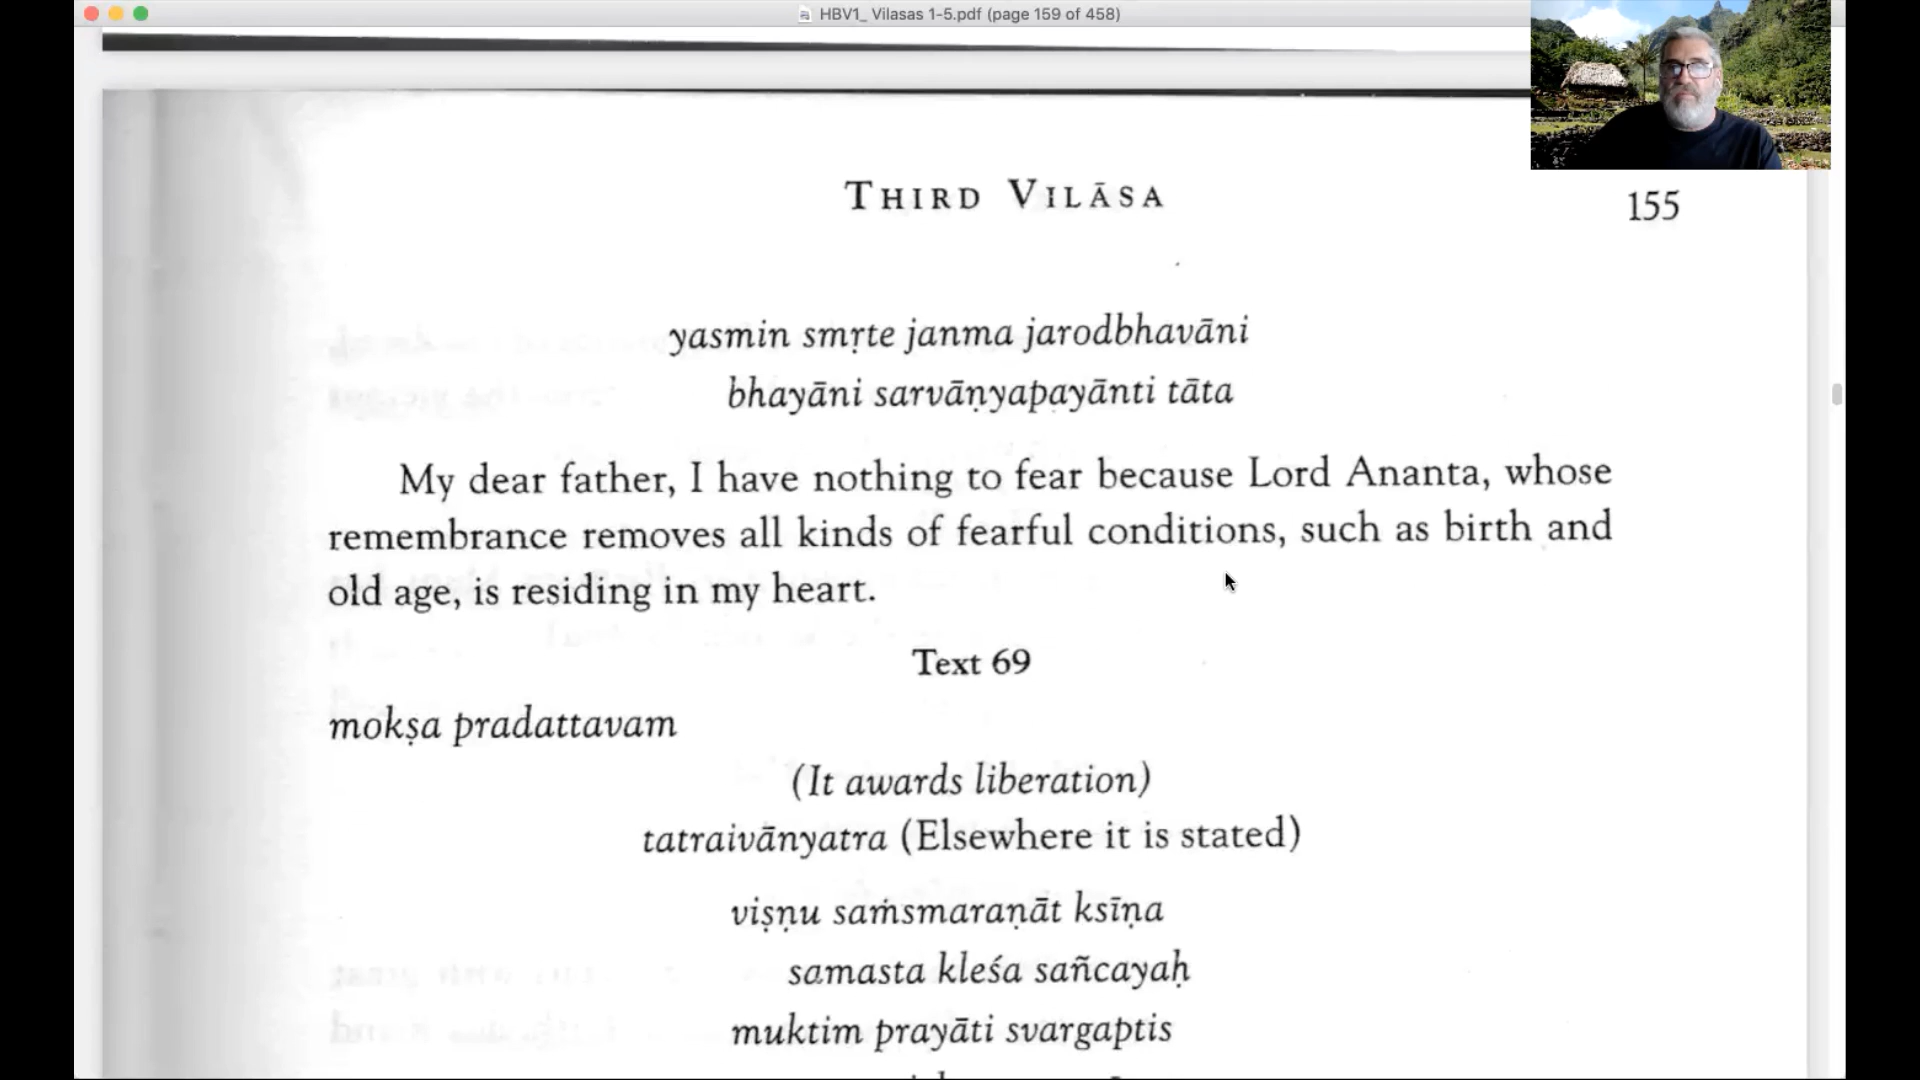 HBV1_ Vilasas 1-5.pdf (page 159 of 458)
THIRD VILĀSA
155
yasmin smṛte janma jarodbhavāni
bhayāni sarvāṇyapayānti tāta
My dear father, I have nothing to fear because Lord Ananta, whose
remembrance removes all kinds of fearful conditions, such as birth and
old age, is residing in my heart.
Text 69
mokṣa pradattavam
(It awards liberation)
tatraivānyatra (Elsewhere it is stated)
viṣṇu saṁsmaraṇāt ksīṇa
samasta kleśa sañcayaḥ
muktim prayāti svargaptis